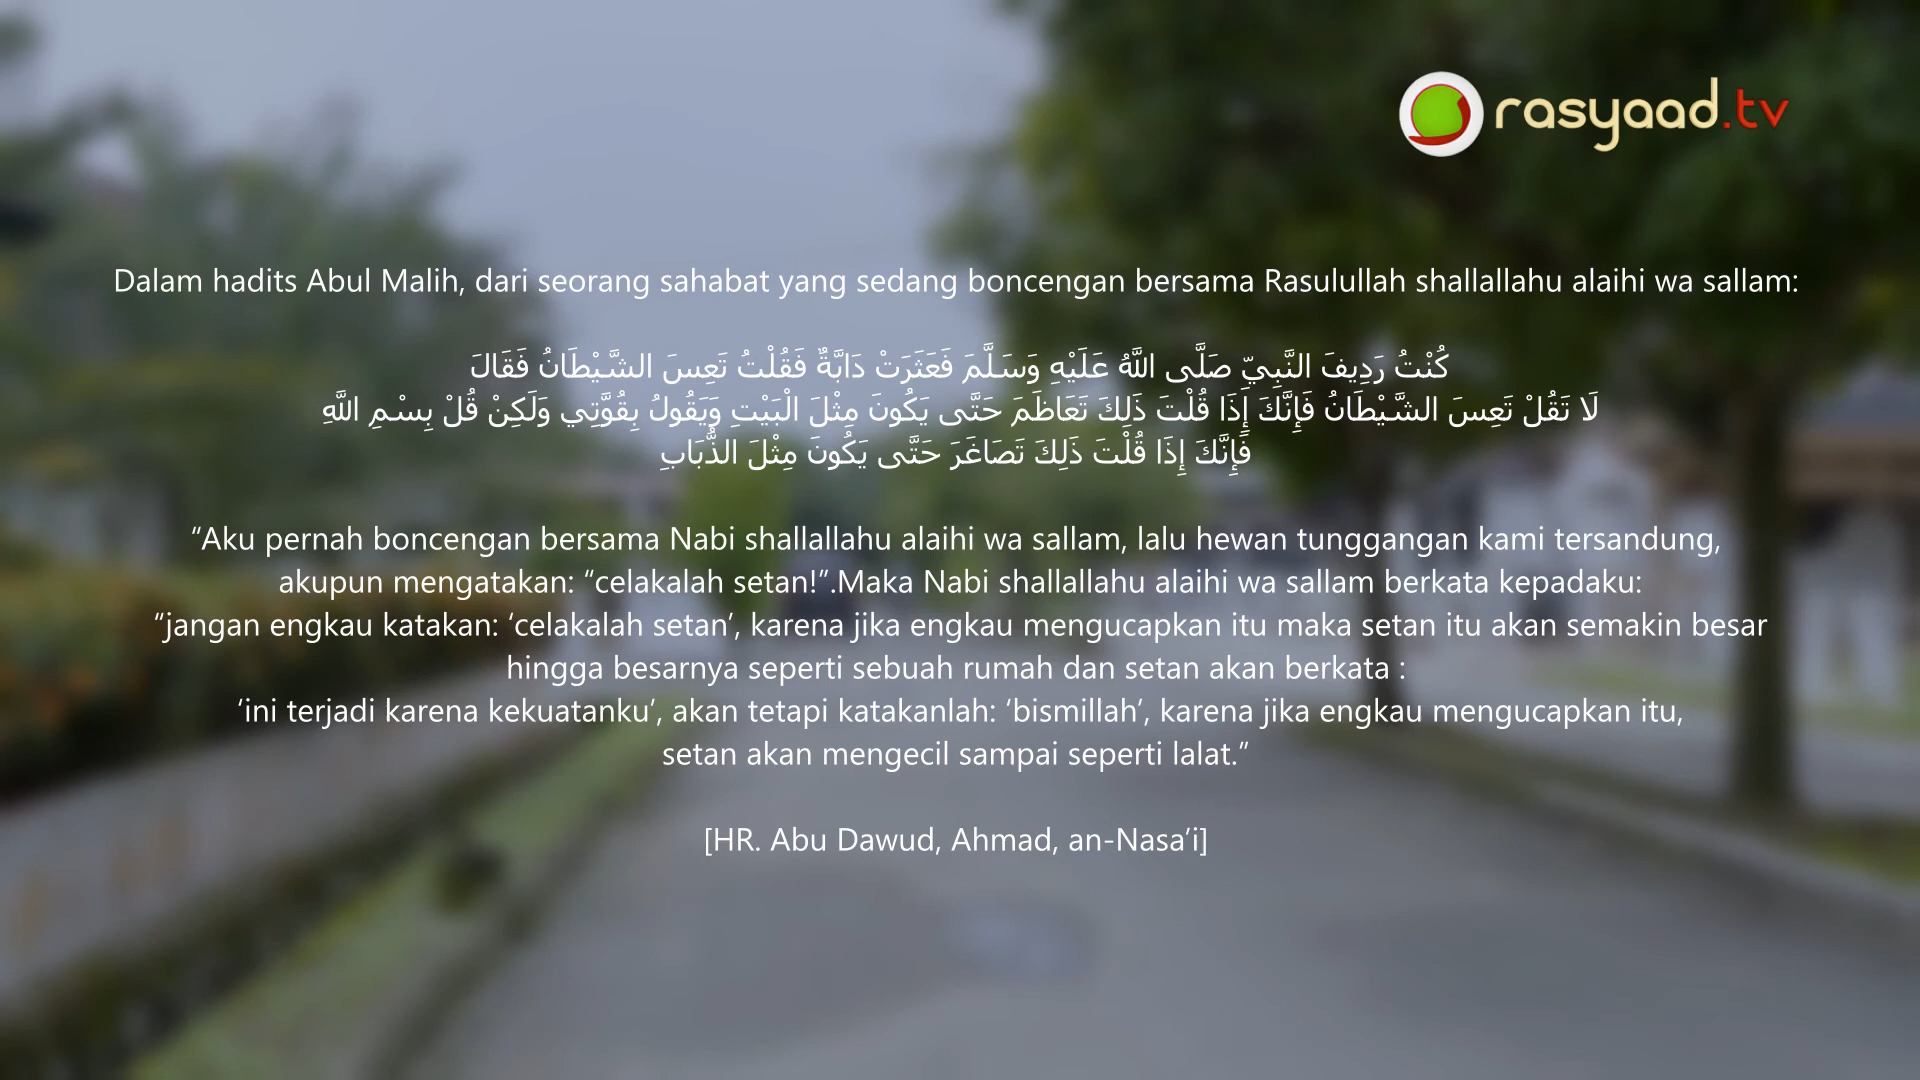 rasyaad.tv
Dalam hadits Abul Malih, dari seorang sahabat yang sedang boncengan bersama Rasulullah shallallahu alaihi wa sallam:
كُنْتُ رَدِيفَ النَّبِيِّ صَلَّى اللَّهُ عَلَيْهِ وَسَلَّمَ فَعَثَرَتْ دَابَّةٌ فَقُلْتُ تَعِسَ الشَّيْطَانُ فَقَالَ
لَا تَقُلْ تَعِسَ الشَّيْطَانُ فَإِنَّكَ إِذَا قُلْتَ ذَلِكَ تَعَاظَمَ حَتَّى يَكُونَ مِثْلَ الْبَيْتِ وَيَقُولُ بِقُوَّتِي وَلَكِنْ قُلْ بِسْمِ اللَّهِ
فَإِنَّكَ إِذَا قُلْتَ ذَلِكَ تَصَاغَرَ حَتَّى يَكُونَ مِثْلَ الذُّبَابِ
“Aku pernah boncengan bersama Nabi shallallahu alaihi wa sallam, lalu hewan tunggangan kami tersandung,
akupun mengatakan: “celakalah setan!”.Maka Nabi shallallahu alaihi wa sallam berkata kepadaku:
“jangan engkau katakan: ‘celakalah setan’, karena jika engkau mengucapkan itu maka setan itu akan semakin besar
hingga besarnya seperti sebuah rumah dan setan akan berkata :
‘ini terjadi karena kekuatanku’, akan tetapi katakanlah: ‘bismillah’, karena jika engkau mengucapkan itu,
setan akan mengecil sampai seperti lalat.”
[HR. Abu Dawud, Ahmad, an-Nasa’i]